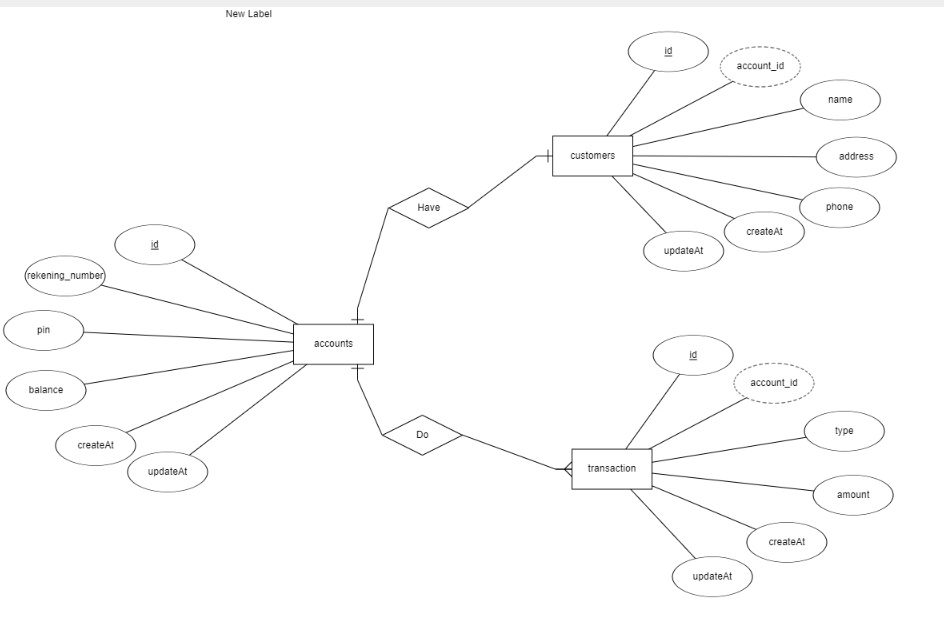 New Label
id
account_id
name
customers
address
phone
Have
createAt
updateAt
id
rekening_number
pin
accounts
balance
createAt
updateAt
Do
id
account_id
type
transaction
amount
createAt
updateAt